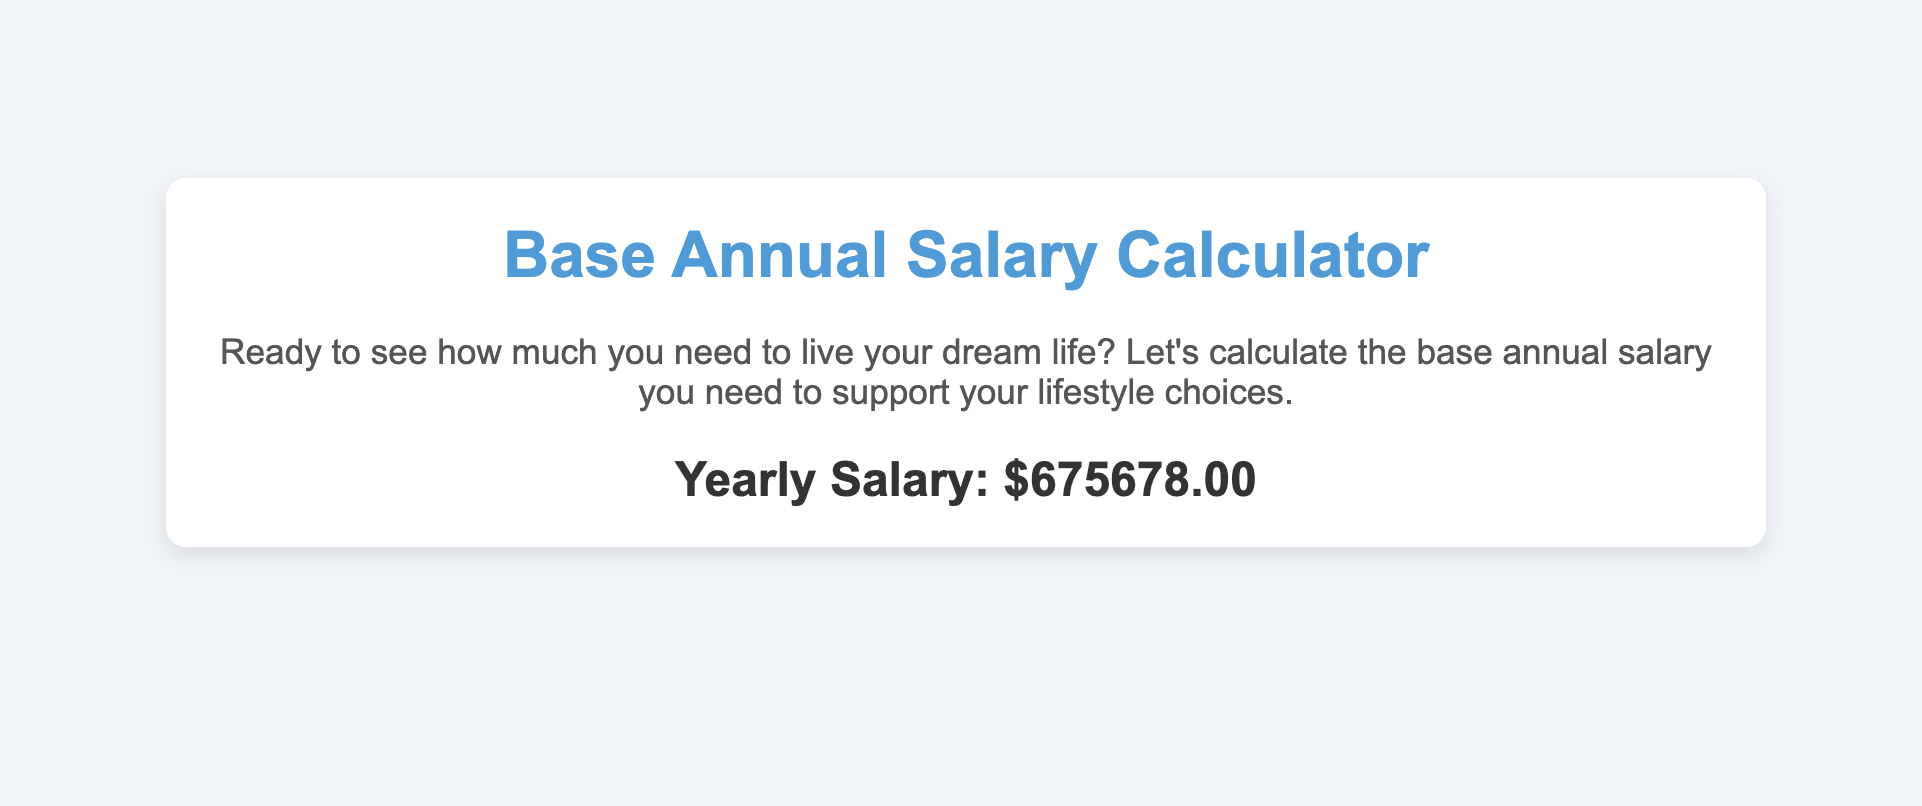 Base Annual Salary Calculator
Ready to see how much you need to live your dream life? Let's calculate the base annual salary
you need to support your lifestyle choices.
Yearly Salary: $675678.00